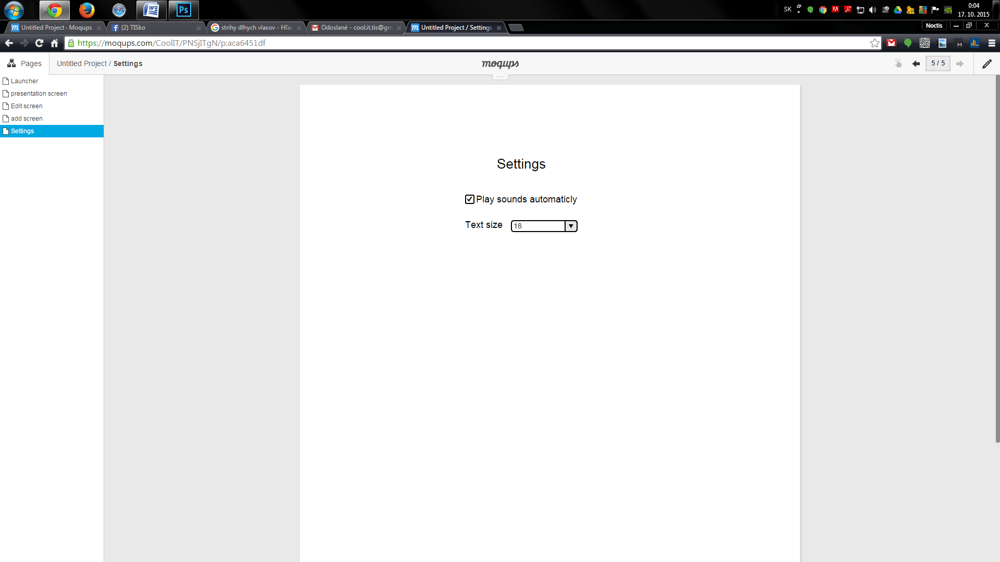 SK
0:04
17. 10. 2015
Untitled Project · Moqups
(2) TISko
strihy dlhych vlasov - Hľac
Odoslané - cool.it.tis@gm
Untitled Project / Settings
Noctis
https://moqups.com/CoolIT/PNSjITgN/p:aca6451df
Pages
Untitled Project / Settings
moqups
5 / 5
Launcher
presentation screen
Edit screen
add screen
Settings
Settings
Play sounds automaticly
Text size
18